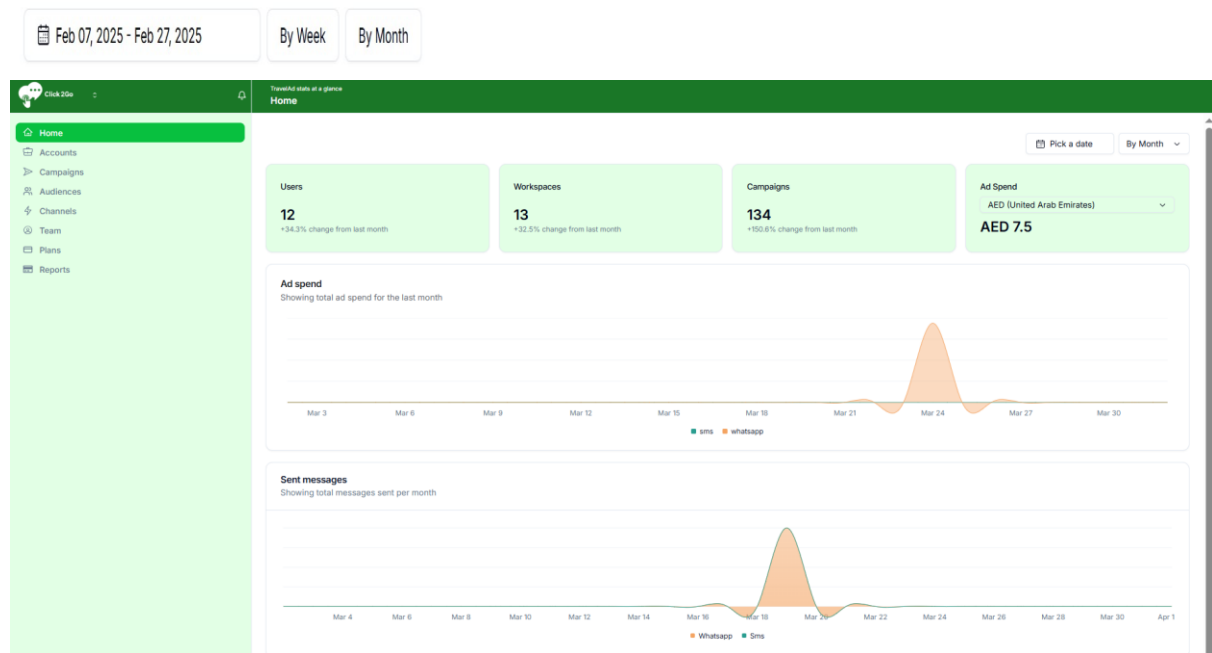 Feb 07, 2025 - Feb 27, 2025
By Week
By Month
Click 2Go
TravelAd stats at a glance
Home
Home
Accounts
Campaigns
Audiences
Channels
Team
Plans
Reports
Pick a date
By Month
Users
12
+34.3% change from last month
Workspaces
13
+32.5% change from last month
Campaigns
134
+150.6% change from last month
Ad Spend
AED (United Arab Emirates)
AED 7.5
Ad spend
Showing total ad spend for the last month
Mar 3 Mar 6 Mar 9 Mar 12 Mar 15 Mar 18 Mar 21 Mar 24 Mar 27 Mar 30
sms whatsapp
Sent messages
Showing total messages sent per month
Mar 4 Mar 6 Mar 8 Mar 10 Mar 12 Mar 14 Mar 16 Mar 18 Mar 20 Mar 22 Mar 24 Mar 26 Mar 28 Mar 30 Apr 1
Whatsapp Sms